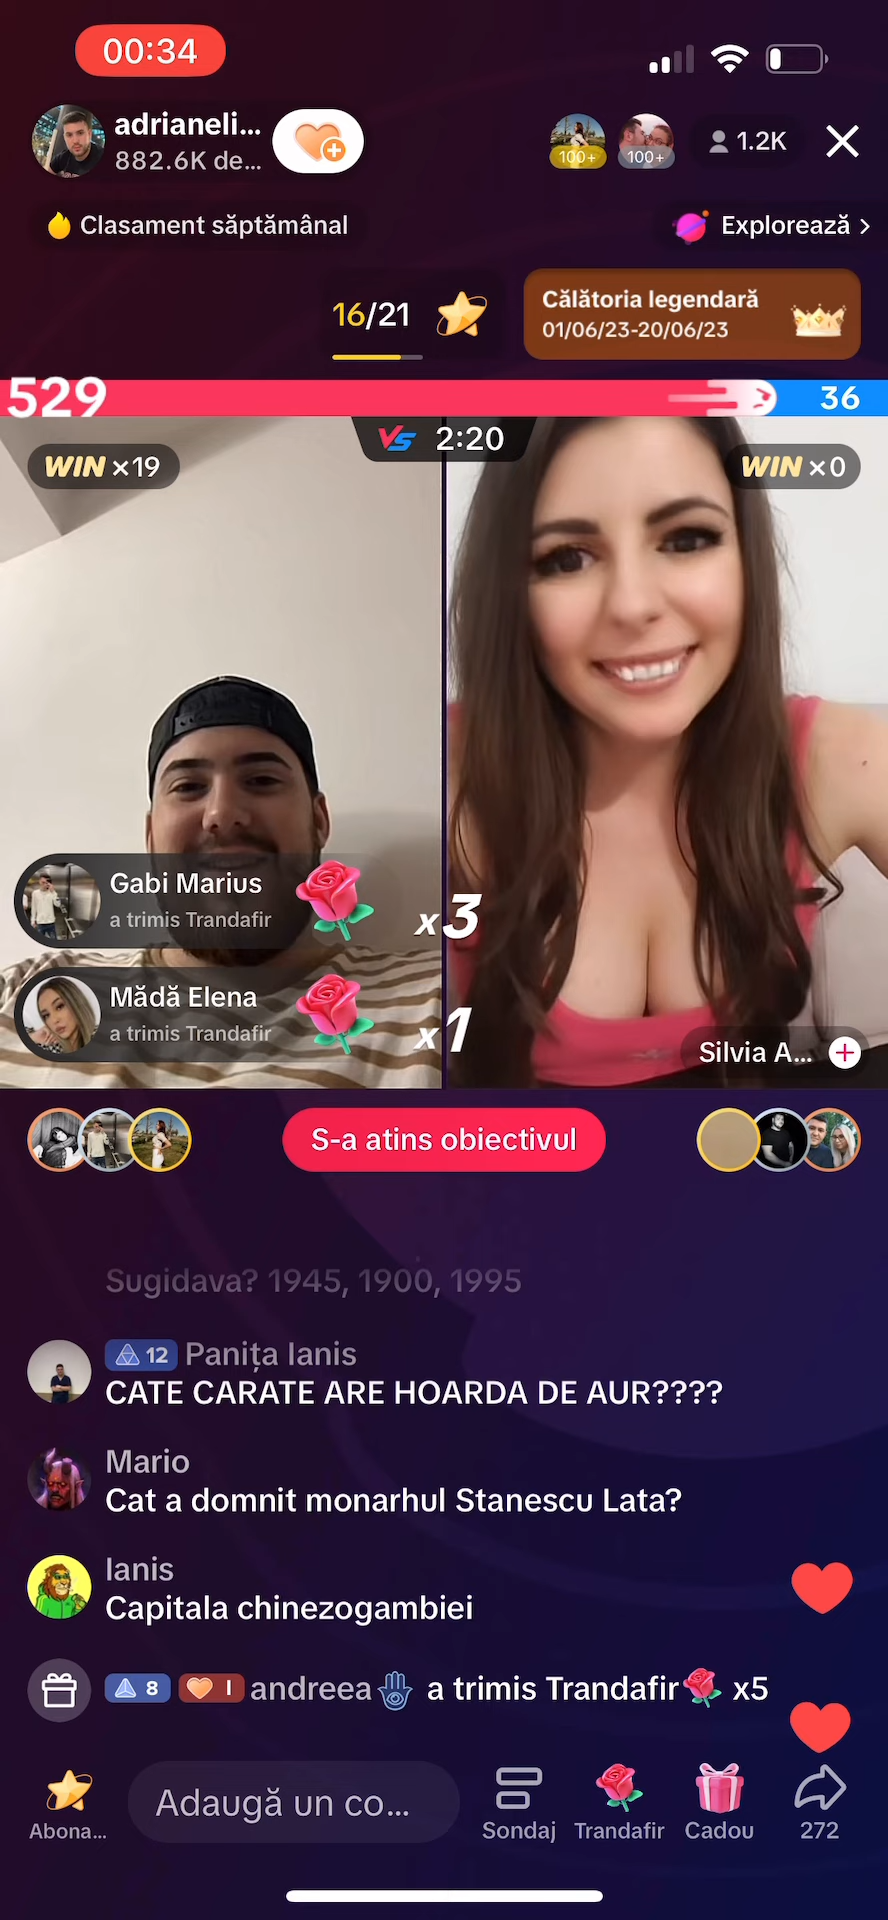 00:34
adrianeli...
882.6K de...
100+
100+
1.2K
Clasament săptămânal
Explorează >
16/21
Călătoria legendară
01/06/23-20/06/23
529
36
WIN x19
VS 2:20
WIN x0
Gabi Marius
a trimis Trandafir
x3
Mădă Elena
a trimis Trandafir
x1
Silvia A...
S-a atins obiectivul
Sugidava? 1945, 1900, 1995
12 Panița Ianis
CATE CARATE ARE HOARDA DE AUR????
Mario
Cat a domnit monarhul Stanescu Lata?
Ianis
Capitala chinezogambiei
8 I andreea a trimis Trandafir x5
Adaugă un co...
Abona...
Sondaj
Trandafir
Cadou
272